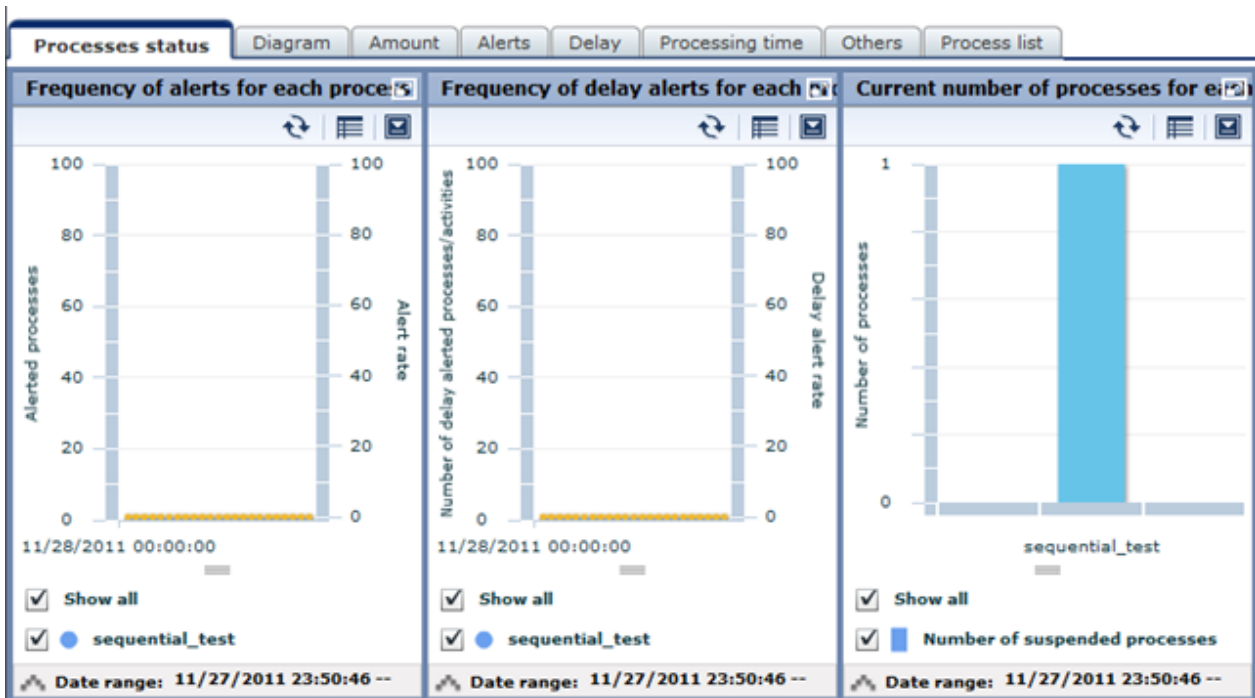 Processes status Diagram Amount Alerts Delay Processing time Others Process list
Frequency of alerts for each proce
100
80
60
40
20
0
Alerted processes
100
80
60
40
20
0
Alert rate
11/28/2011 00:00:00
Show all
sequential_test
Date range: 11/27/2011 23:50:46 --
Frequency of delay alerts for each
100
80
60
40
20
0
Number of delay alerted processes/activities
100
80
60
40
20
0
Delay alert rate
11/28/2011 00:00:00
Show all
sequential_test
Date range: 11/27/2011 23:50:46 --
Current number of processes for
1
0
Number of processes
sequential_test
Show all
Number of suspended processes
Date range: 11/27/2011 23:50:46 --